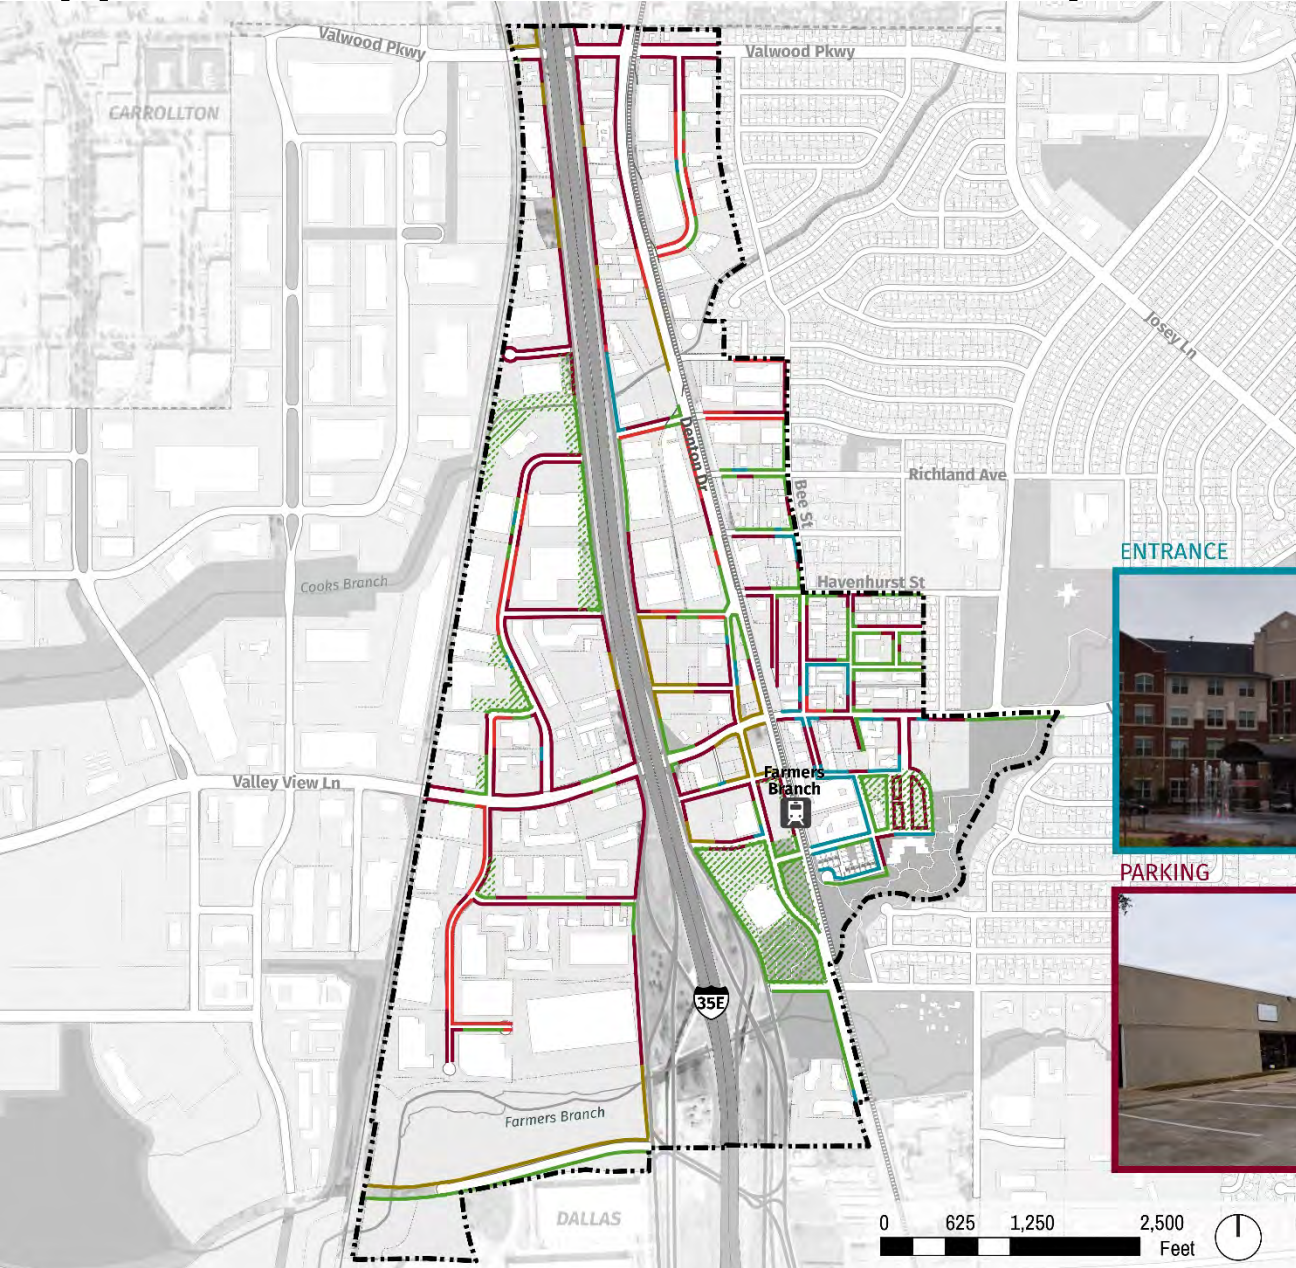 Valwood Pkwy
Valwood Pkwy
CARROLLTON
Josey Ln
Denton Dr
Richland Ave
Bee St
ENTRANCE
Cooks Branch
Havenhurst St
Farmers
Branch
Valley View Ln
PARKING
35E
Farmers Branch
DALLAS
0 625 1,250 2,500
Feet